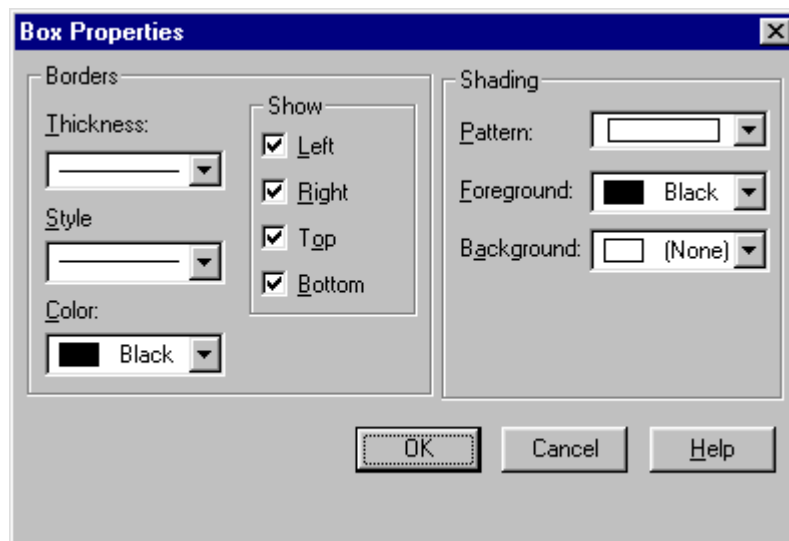 Box Properties
Borders
Thickness:
Style
Color:
Black
Show
Left
Right
Top
Bottom
Shading
Pattern:
Foreground: Black
Background: (None)
OK Cancel Help